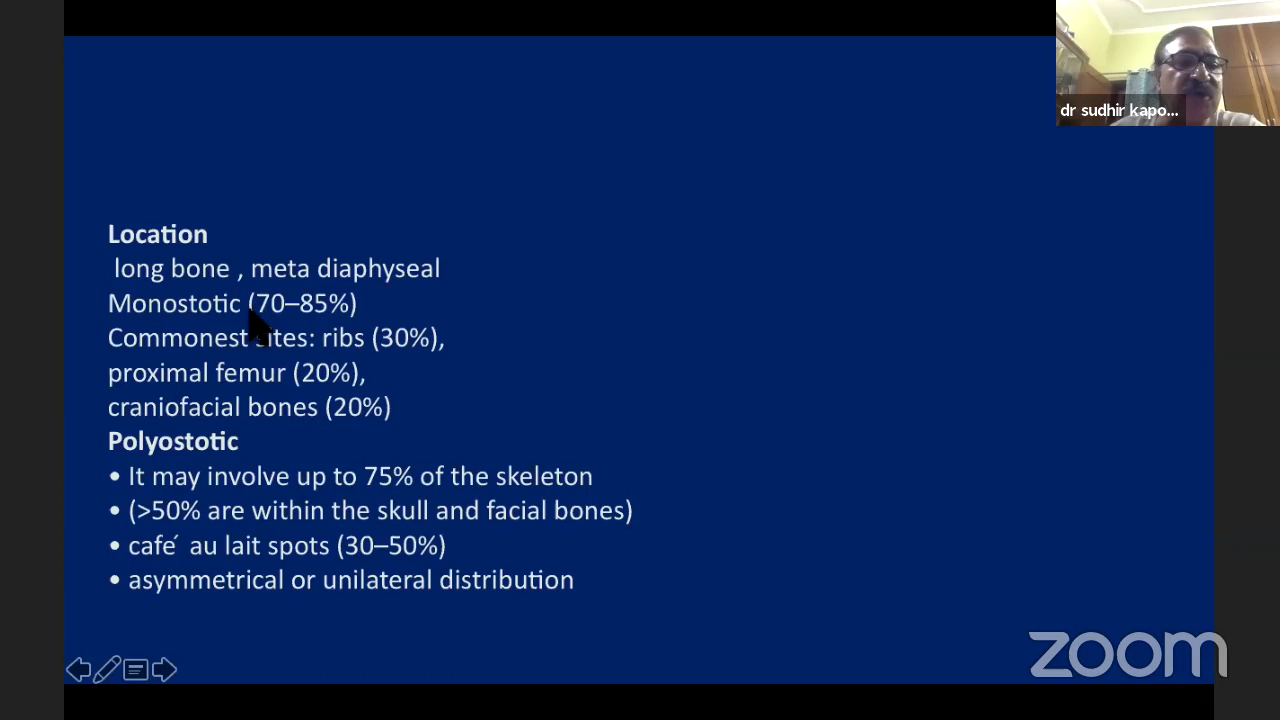 dr sudhir kapo...
Location
long bone , meta diaphyseal
Monostotic (70–85%)
Commonest sites: ribs (30%),
proximal femur (20%),
craniofacial bones (20%)
Polyostotic
• It may involve up to 75% of the skeleton
• (>50% are within the skull and facial bones)
• cafe´ au lait spots (30–50%)
• asymmetrical or unilateral distribution
zoom